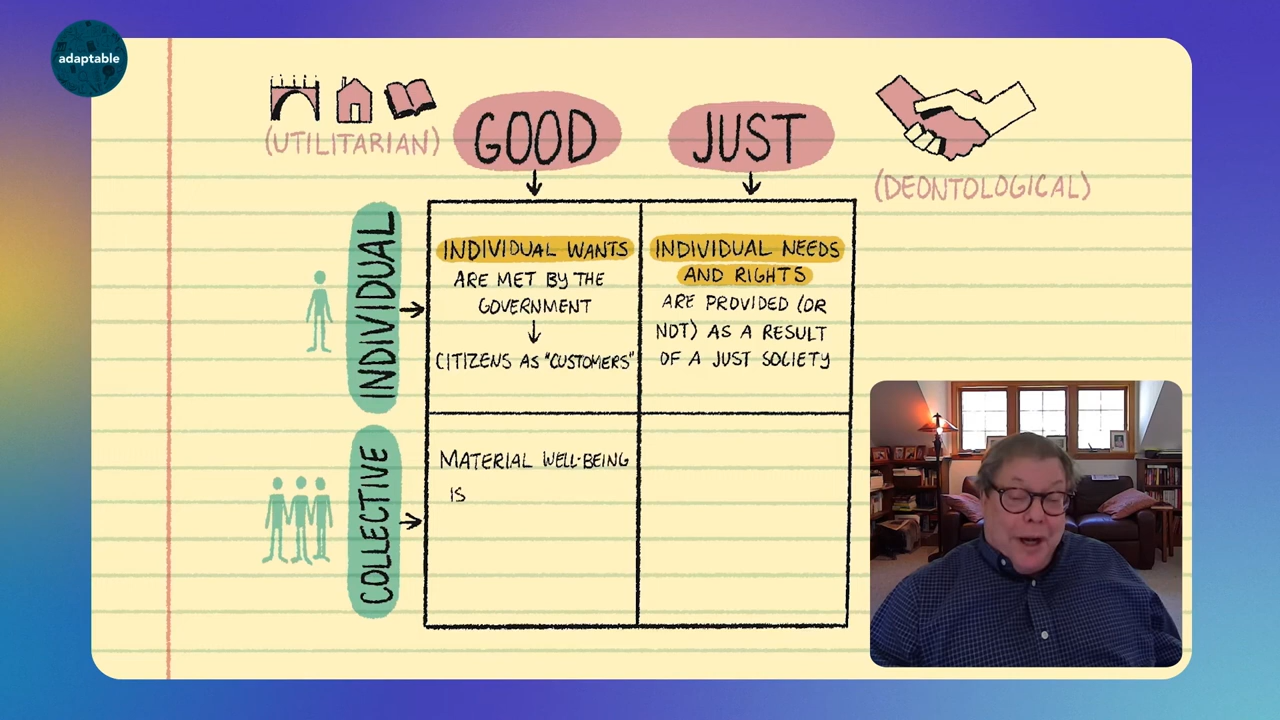 adaptable
(UTILITARIAN)
GOOD
JUST
(DEONTOLOGICAL)
INDIVIDUAL
INDIVIDUAL WANTS
ARE MET BY THE
GOVERNMENT
CITIZENS AS "CUSTOMERS"
INDIVIDUAL NEEDS
AND RIGHTS
ARE PROVIDED (OR
NOT) AS A RESULT
OF A JUST SOCIETY
COLLECTIVE
MATERIAL WELL-BEING
IS